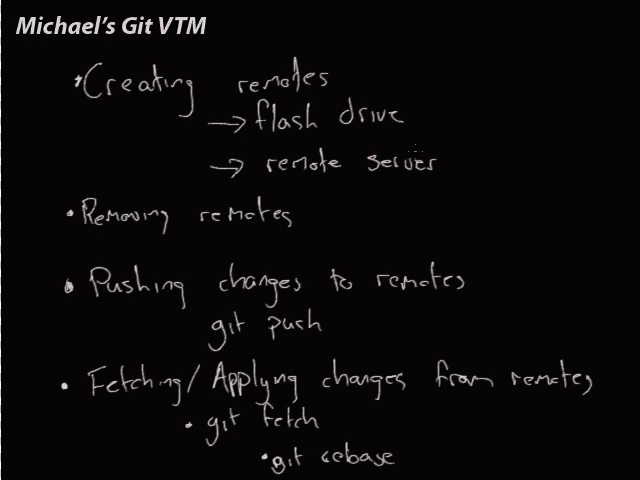 Michael's Git VTM
• Creating remotes
→ flash drive
→ remote server
• Removing remotes
• Pushing changes to remotes
git push
• Fetching/Applying changes from remotes
• git fetch
• git rebase